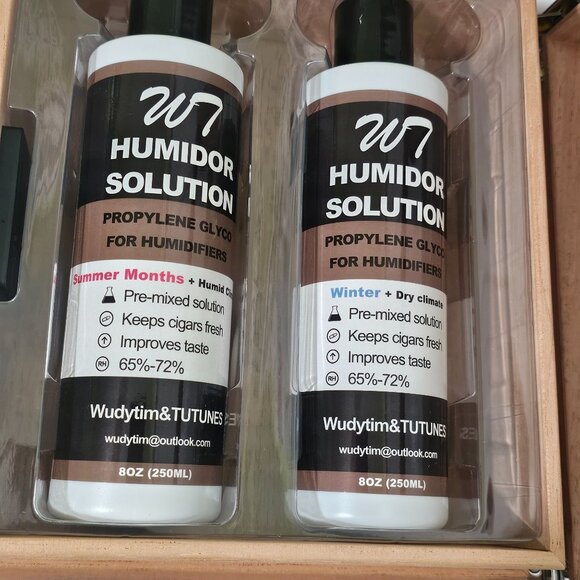 WT
HUMIDOR
SOLUTION
PROPYLENE GLYCO
FOR HUMIDIFIERS
Summer Months + Humid
Pre-mixed solution
Keeps cigars fresh
Improves taste
RH 65%-72%
Wudytim&TUTUNES
wudytim@outlook.com
8OZ (250ML)
WT
HUMIDOR
SOLUTION
PROPYLENE GLYCO
FOR HUMIDIFIERS
Winter + Dry climate
Pre-mixed solution
Keeps cigars fresh
Improves taste
RH 65%-72%
Wudytim&TUTUNES
wudytim@outlook.com
8OZ (250ML)